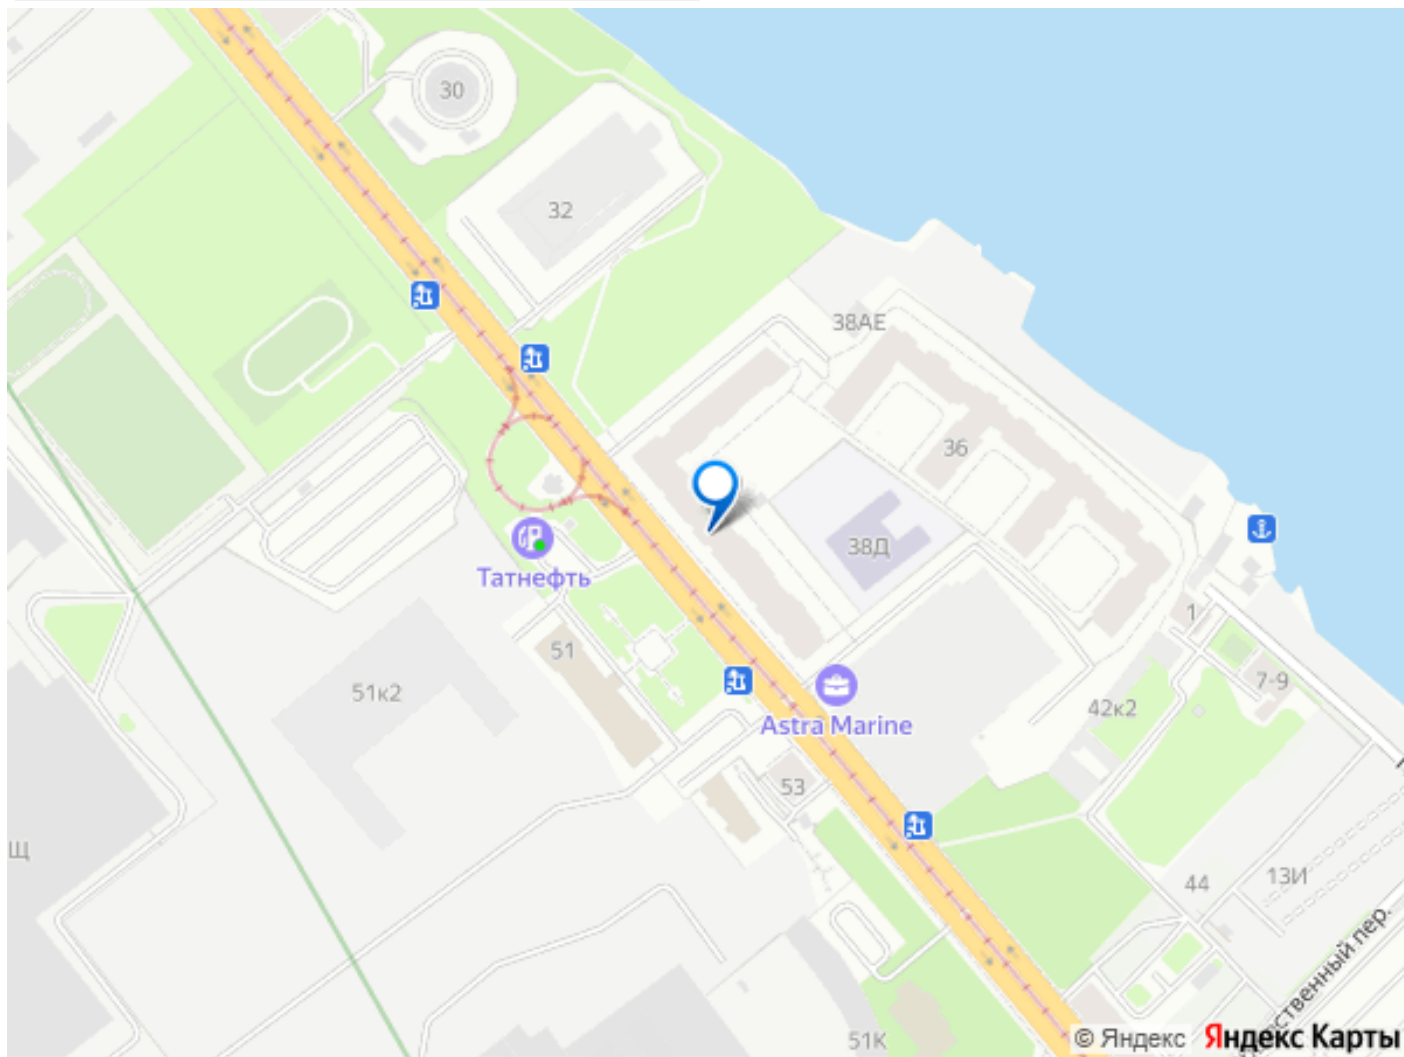 30
32
38АЕ
36
38Д
Татнефть
51
51к2
1
7-9
42к2
Astra Marine
53
Щ
44
13И
ственный пер.
51К
© Яндекс Яндекс Карты